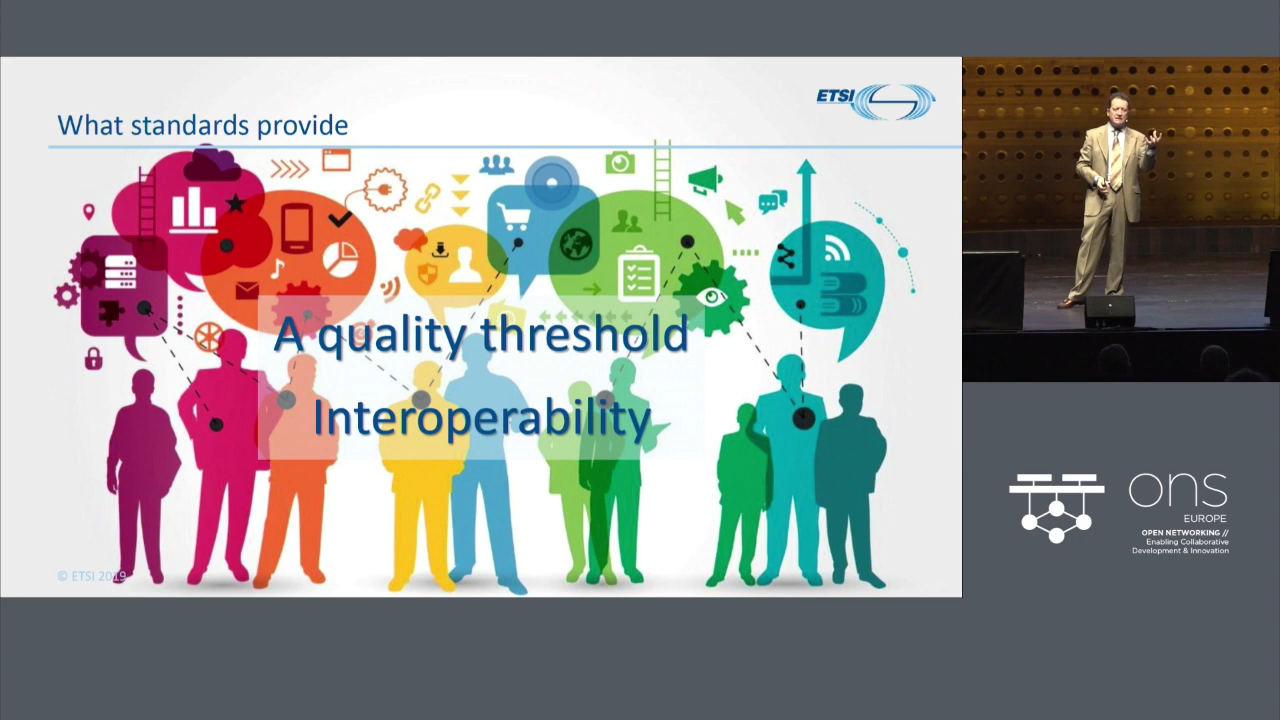 ETSI
What standards provide
A quality threshold
Interoperability
© ETSI 2019
ons
EUROPE
OPEN NETWORKING //
Enabling Collaborative
Development & Innovation